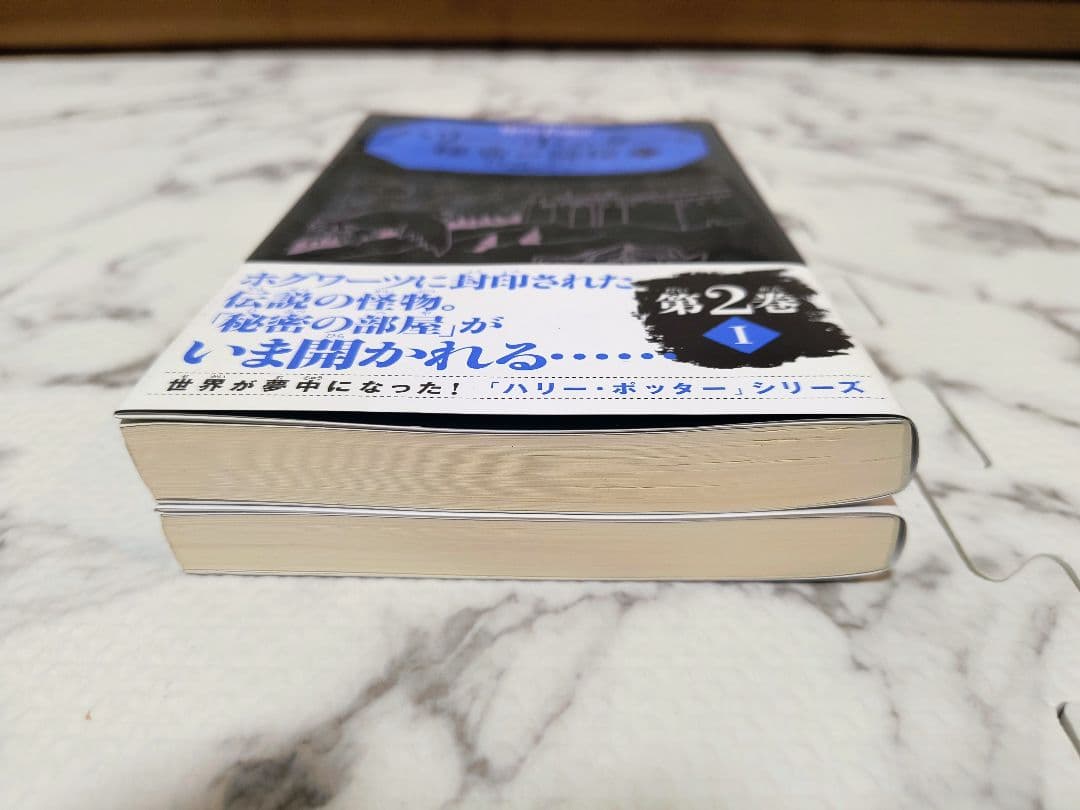 ホグワーツに封印された
伝説の怪物。
「秘密の部屋」が
いま開かれる……
第2巻
I
世界が夢中になった! 「ハリー・ポッター」シリーズ